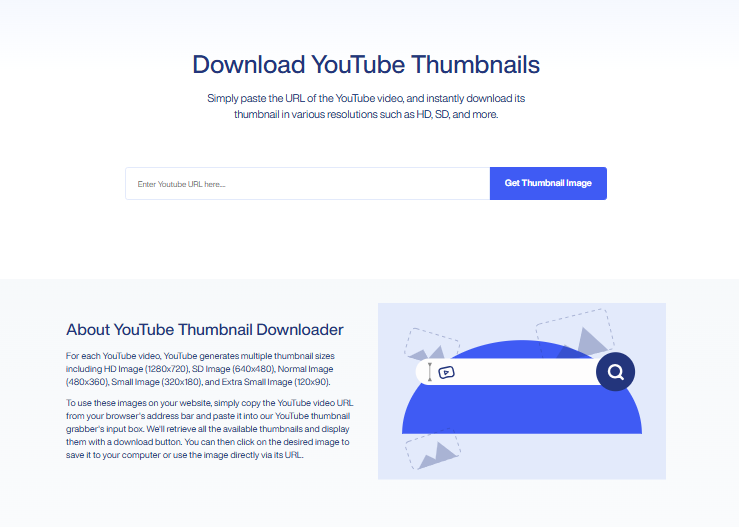 Download YouTube Thumbnails
Simply paste the URL of the YouTube video, and instantly download its
thumbnail in various resolutions such as HD, SD, and more.
Enter Youtube URL here... Get Thumbnail Image
About YouTube Thumbnail Downloader
For each YouTube video, YouTube generates multiple thumbnail sizes
including HD Image (1280x720), SD Image (640x480), Normal Image
(480x360), Small Image (320x180), and Extra Small Image (120x90).
To use these images on your website, simply copy the YouTube video URL
from your browser's address bar and paste it into our YouTube thumbnail
grabber's input box. We'll retrieve all the available thumbnails and display
them with a download button. You can then click on the desired image to
save it to your computer or use the image directly via its URL.